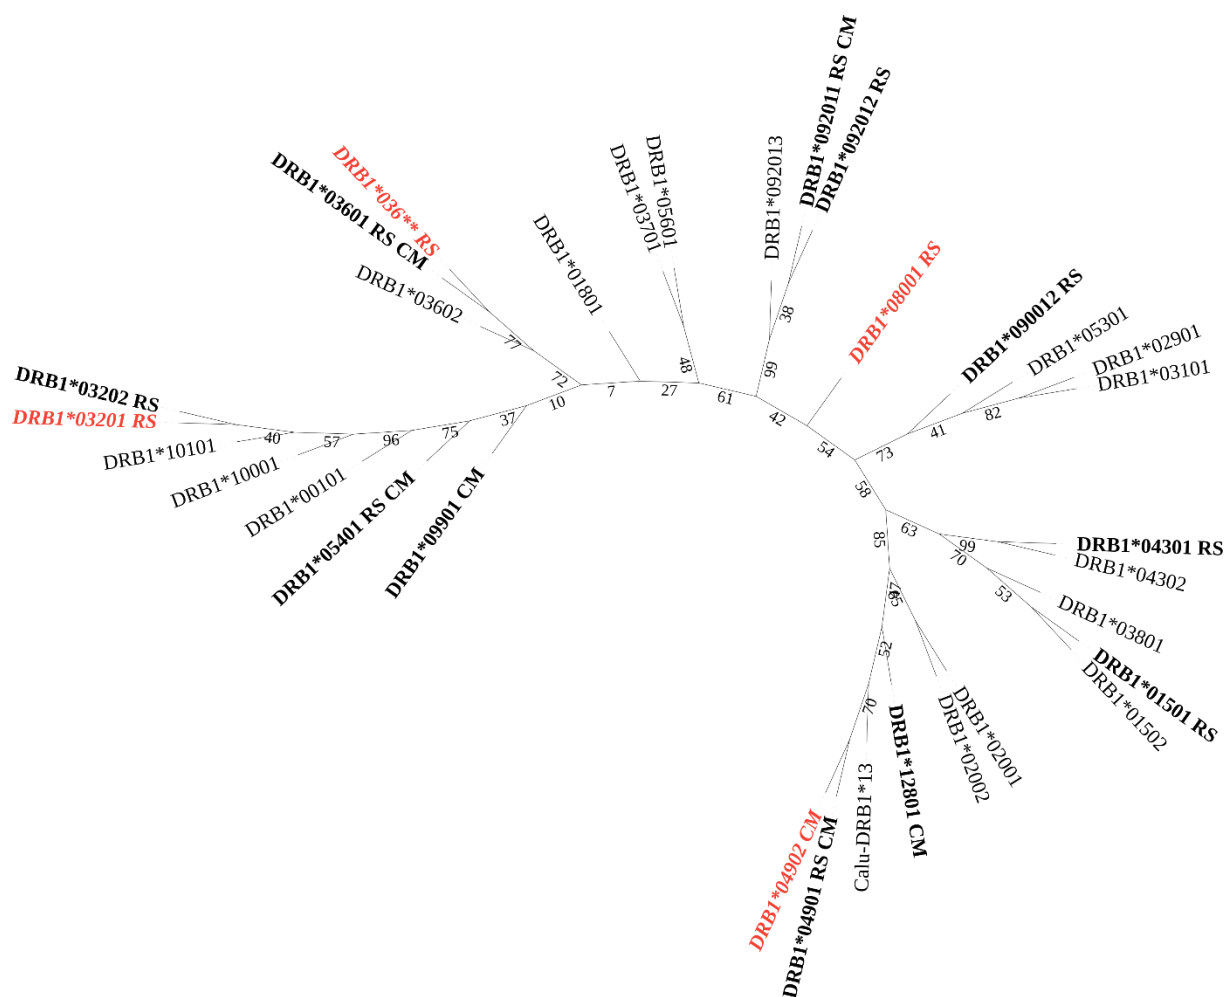 DRB1*092011 RS CM
DRB1*092012 RS
DRB1*092013
DRB1*05601
DRB1*03701
DRB1*036** RS
DRB1*03601 RS CM
DRB1*03602
DRB1*01801
DRB1*08001 RS
DRB1*090012 RS
DRB1*05301
DRB1*02901
DRB1*03101
38
99
48
77
72
7
27
61
42
54
73
41
82
10
37
75
96
57
40
DRB1*03202 RS
DRB1*03201 RS
DRB1*10101
DRB1*10001
DRB1*00101
DRB1*05401 RS CM
DRB1*09901 CM
58
63
99
70
53
85
52
70
DRB1*04301 RS
DRB1*04302
DRB1*03801
DRB1*01501 RS
DRB1*01502
DRB1*02001
DRB1*02002
DRB1*12801 CM
Calu-DRB1*13
DRB1*04901 RS CM
DRB1*04902 CM